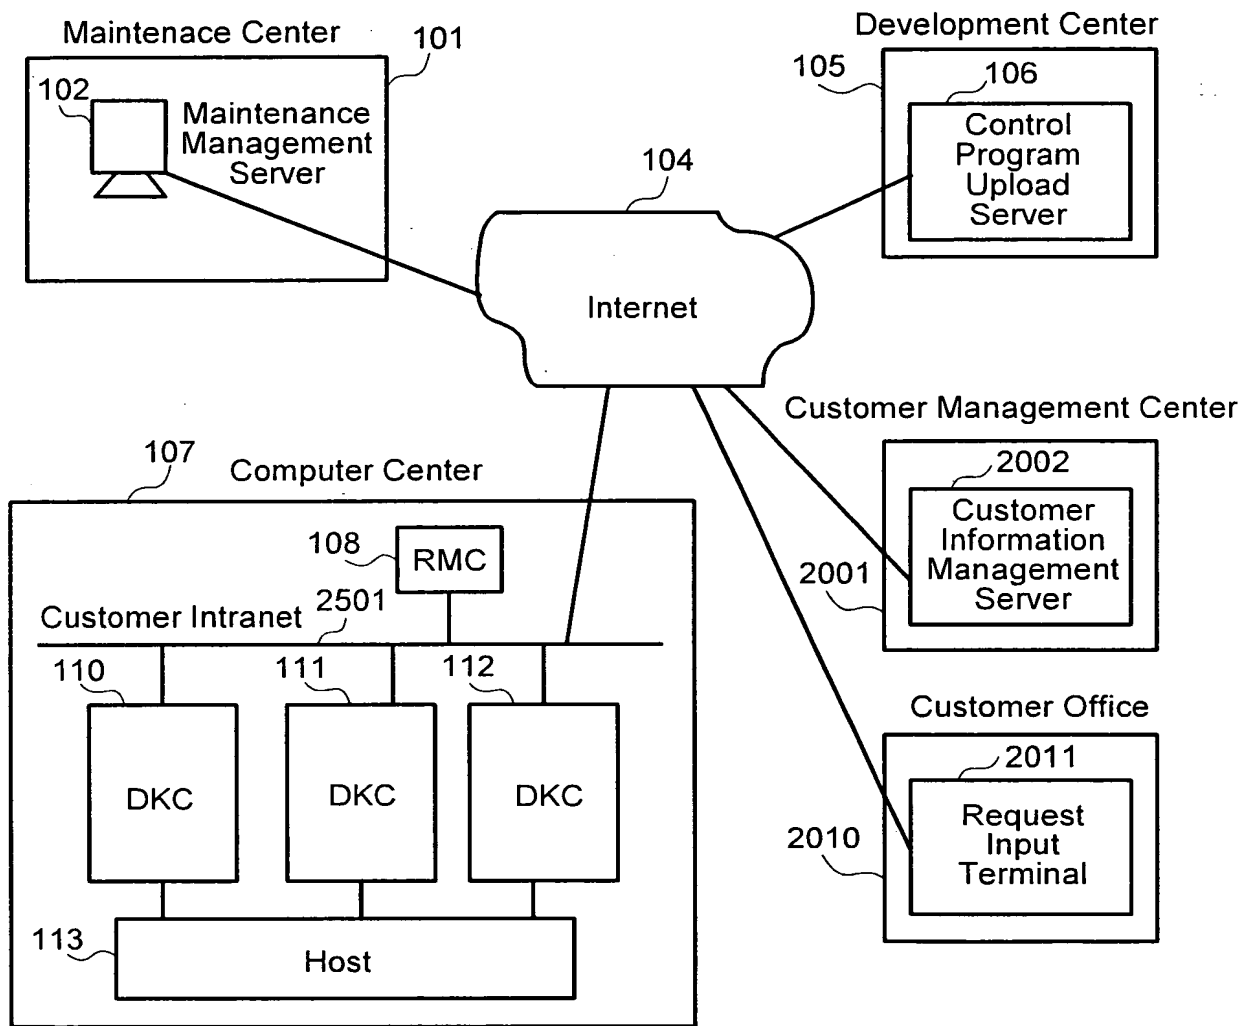 Maintenace Center
101
102
Maintenance
Management
Server
Development Center
105
106
Control
Program
Upload
Server
104
Internet
Customer Management Center
2002
Customer
Information
Management
Server
2001
107
Computer Center
108
RMC
Customer Intranet
2501
110
111
112
DKC
DKC
DKC
113
Host
Customer Office
2011
Request
Input
Terminal
2010